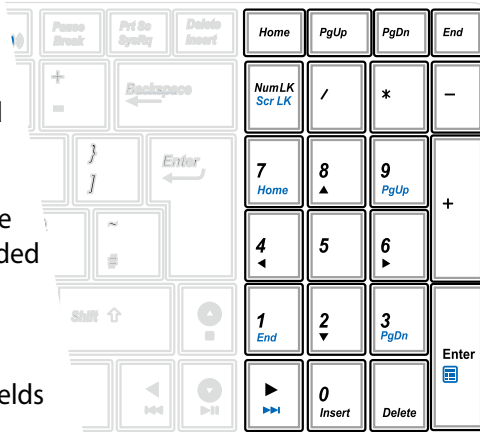 Pause Break
Prt Sc SysRq
Delete Insert
Home
PgUp
PgDn
End
+
=
Backspace
NumLK
Scr LK
/
*
–
}
]
Enter
7
Home
8
9
PgUp
+
e
ded
~
#
4
5
6
Shift
1
End
2
3
PgDn
Enter
elds
0
Insert
Delete